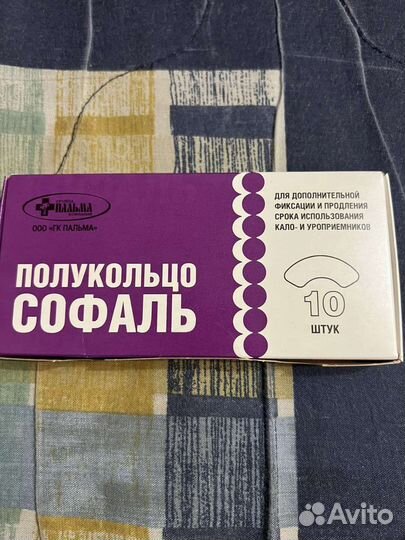 ПАЛЬМА
ООО «ГК ПАЛЬМА»
ПОЛУКОЛЬЦО
СОФАЛЬ
ДЛЯ ДОПОЛНИТЕЛЬНОЙ
ФИКСАЦИИ И ПРОДЛЕНИЯ
СРОКА ИСПОЛЬЗОВАНИЯ
КАЛО- И УРОПРИЕМНИКОВ
10
ШТУК
Avito